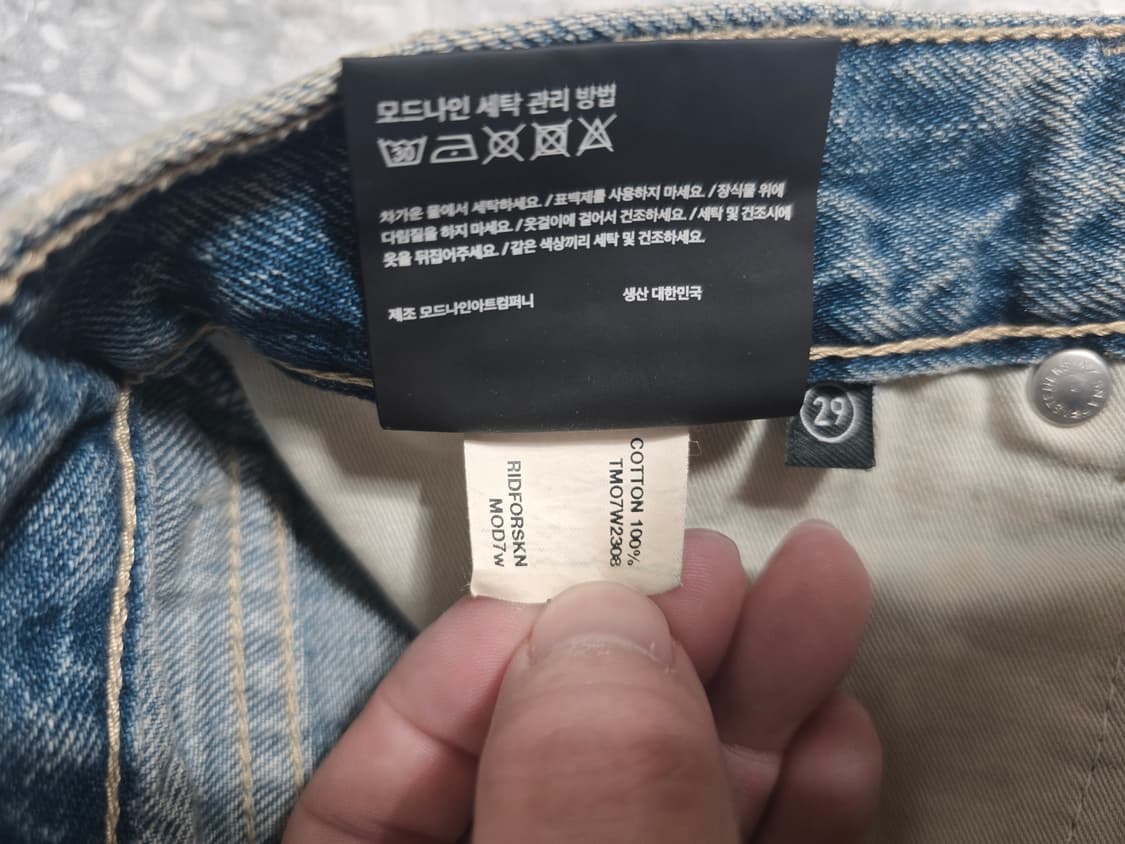 모드나인 세탁 관리 방법
30
차가운 물에서 세탁하세요. / 표백제를 사용하지 마세요. / 장식물 위에
다림질을 하지 마세요. / 옷걸이에 걸어서 건조하세요. / 세탁 및 건조시에
옷을 뒤집어주세요. / 같은 색상끼리 세탁 및 건조하세요.
제조 모드나인아트컴퍼니
생산 대한민국
29
COTTON 100%
TMO7W2308
RIDFORSKN
MOD7w